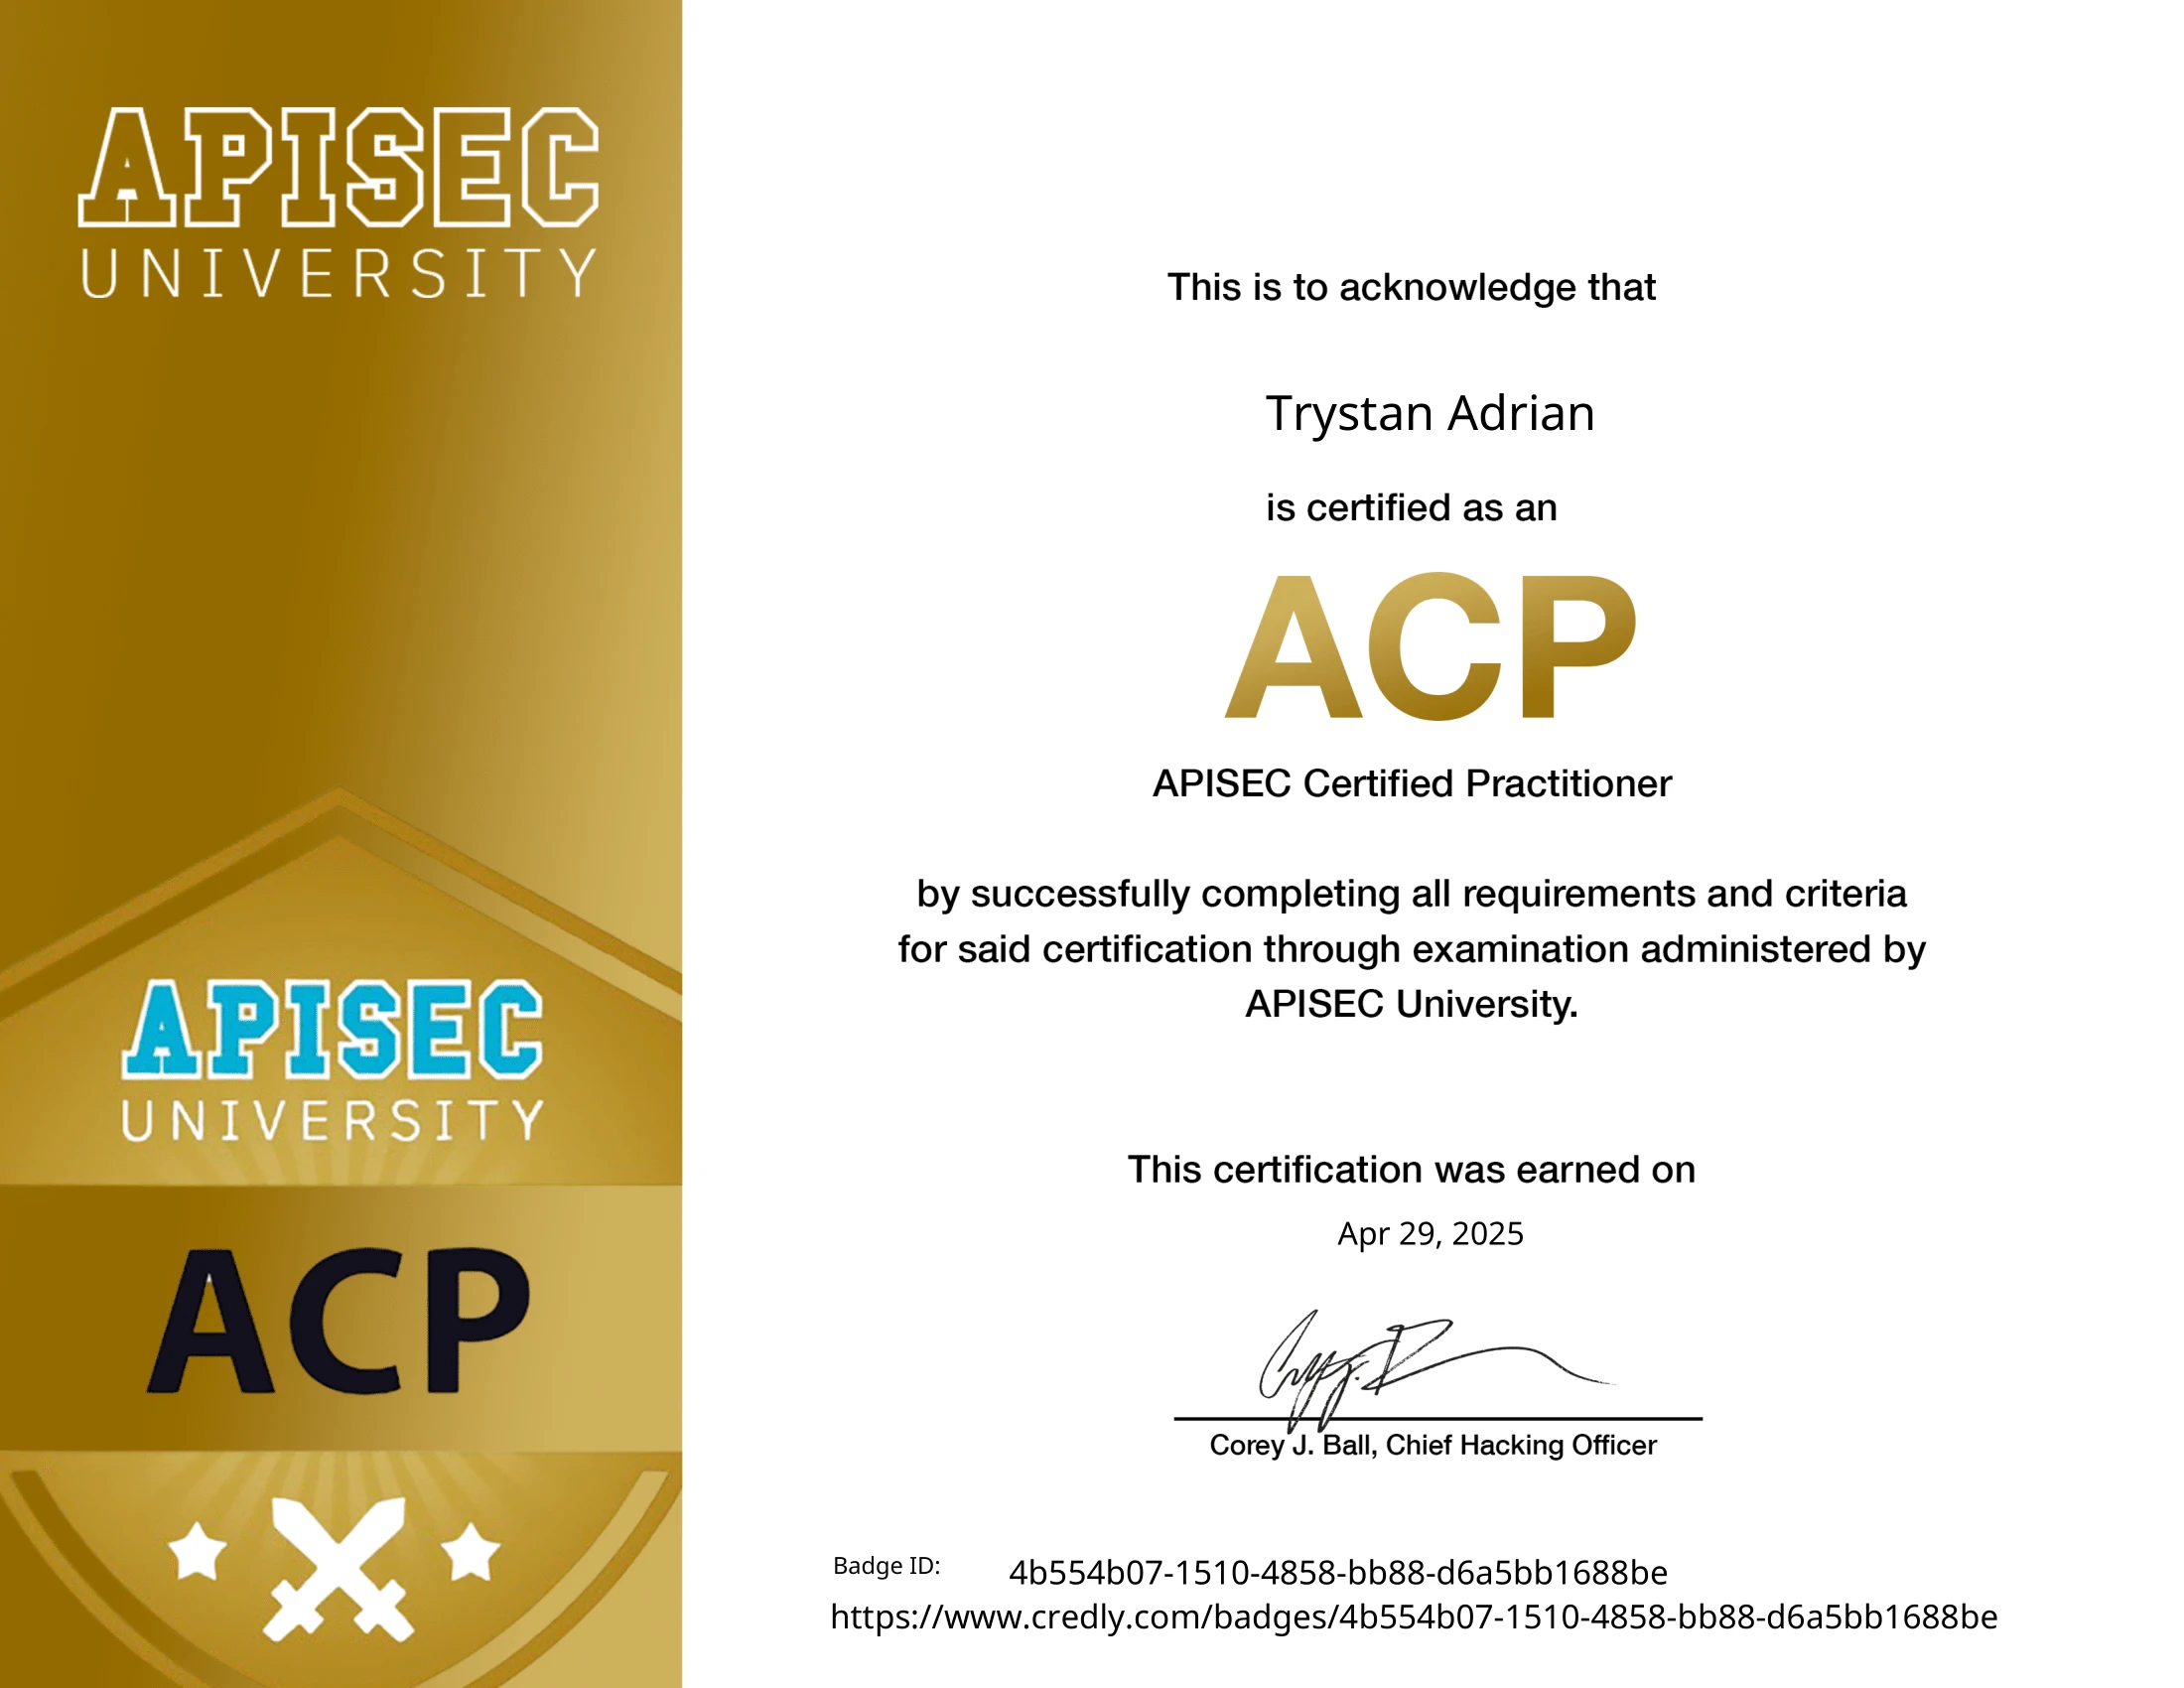 APISEC
UNIVERSITY
APISEC
UNIVERSITY
ACP
This is to acknowledge that
Trystan Adrian
is certified as an
ACP
APISEC Certified Practitioner
by successfully completing all requirements and criteria
for said certification through examination administered by
APISEC University.
This certification was earned on
Apr 29, 2025
Corey J. Ball, Chief Hacking Officer
Badge ID: 4b554b07-1510-4858-bb88-d6a5bb1688be
https://www.credly.com/badges/4b554b07-1510-4858-bb88-d6a5bb1688be